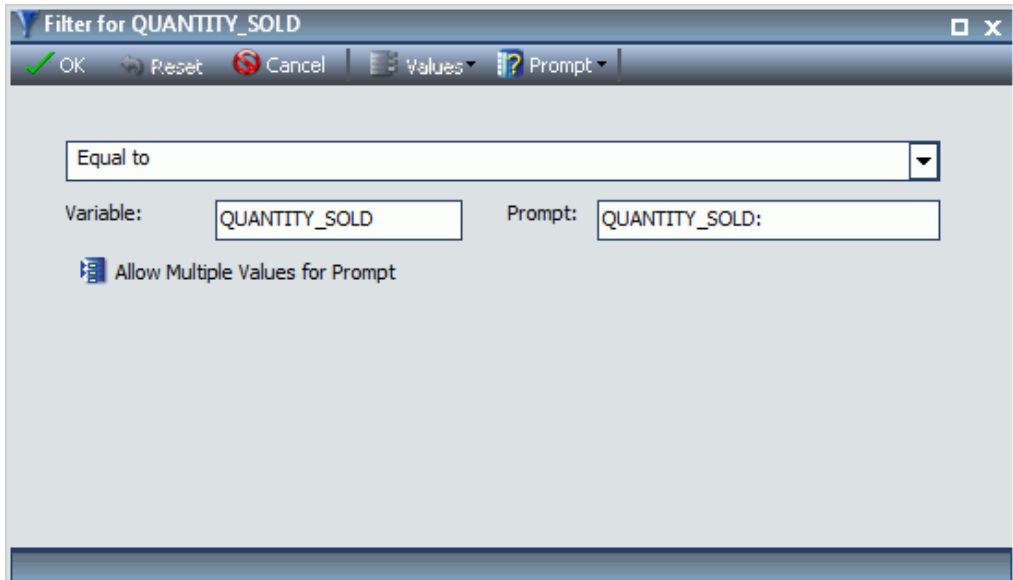 Filter for QUANTITY_SOLD
OK Reset Cancel Values Prompt
Equal to
Variable: QUANTITY_SOLD Prompt: QUANTITY_SOLD:
Allow Multiple Values for Prompt